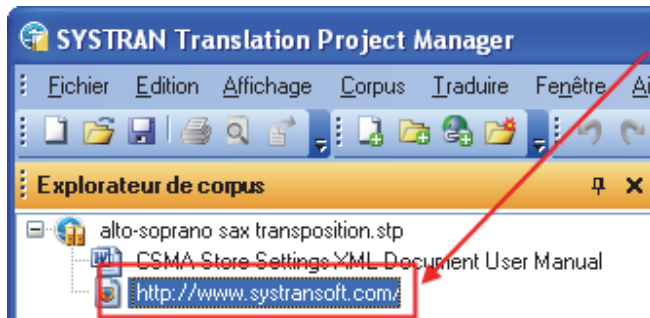 SYSTRAN Translation Project Manager
Fichier Edition Affichage Corpus Traduire Fenêtre
Explorateur de corpus
alto-soprano sax transposition.stp
CSMA Store Settings XML Document User Manual
http://www.systransoft.com/